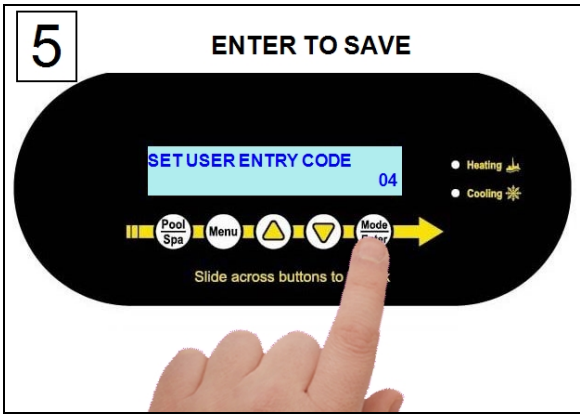 5
ENTER TO SAVE
SET USER ENTRY CODE
04
Heating
Cooling
Pool
Spa
Menu
Mode
Slide across buttons to